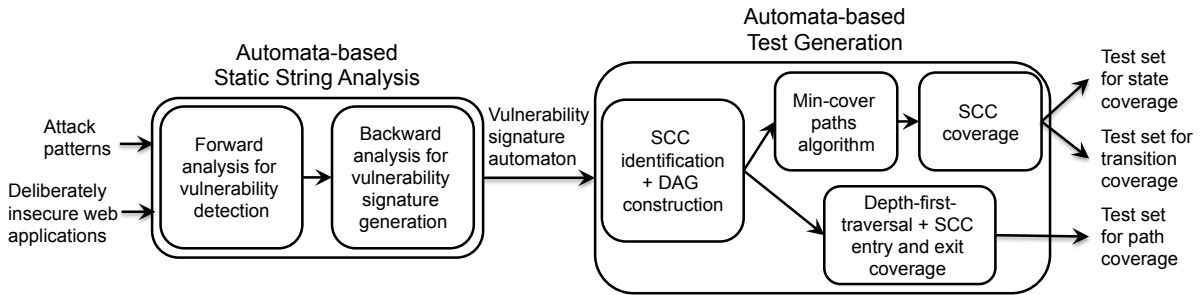 Automata-based
Static String Analysis
Attack
patterns
Deliberately
insecure web
applications
Forward
analysis for
vulnerability
detection
Backward
analysis for
vulnerability
signature
generation
Vulnerability
signature
automaton
Automata-based
Test Generation
SCC
identification
+ DAG
construction
Min-cover
paths
algorithm
SCC
coverage
Depth-first-
traversal + SCC
entry and exit
coverage
Test set
for state
coverage
Test set for
transition
coverage
Test set
for path
coverage